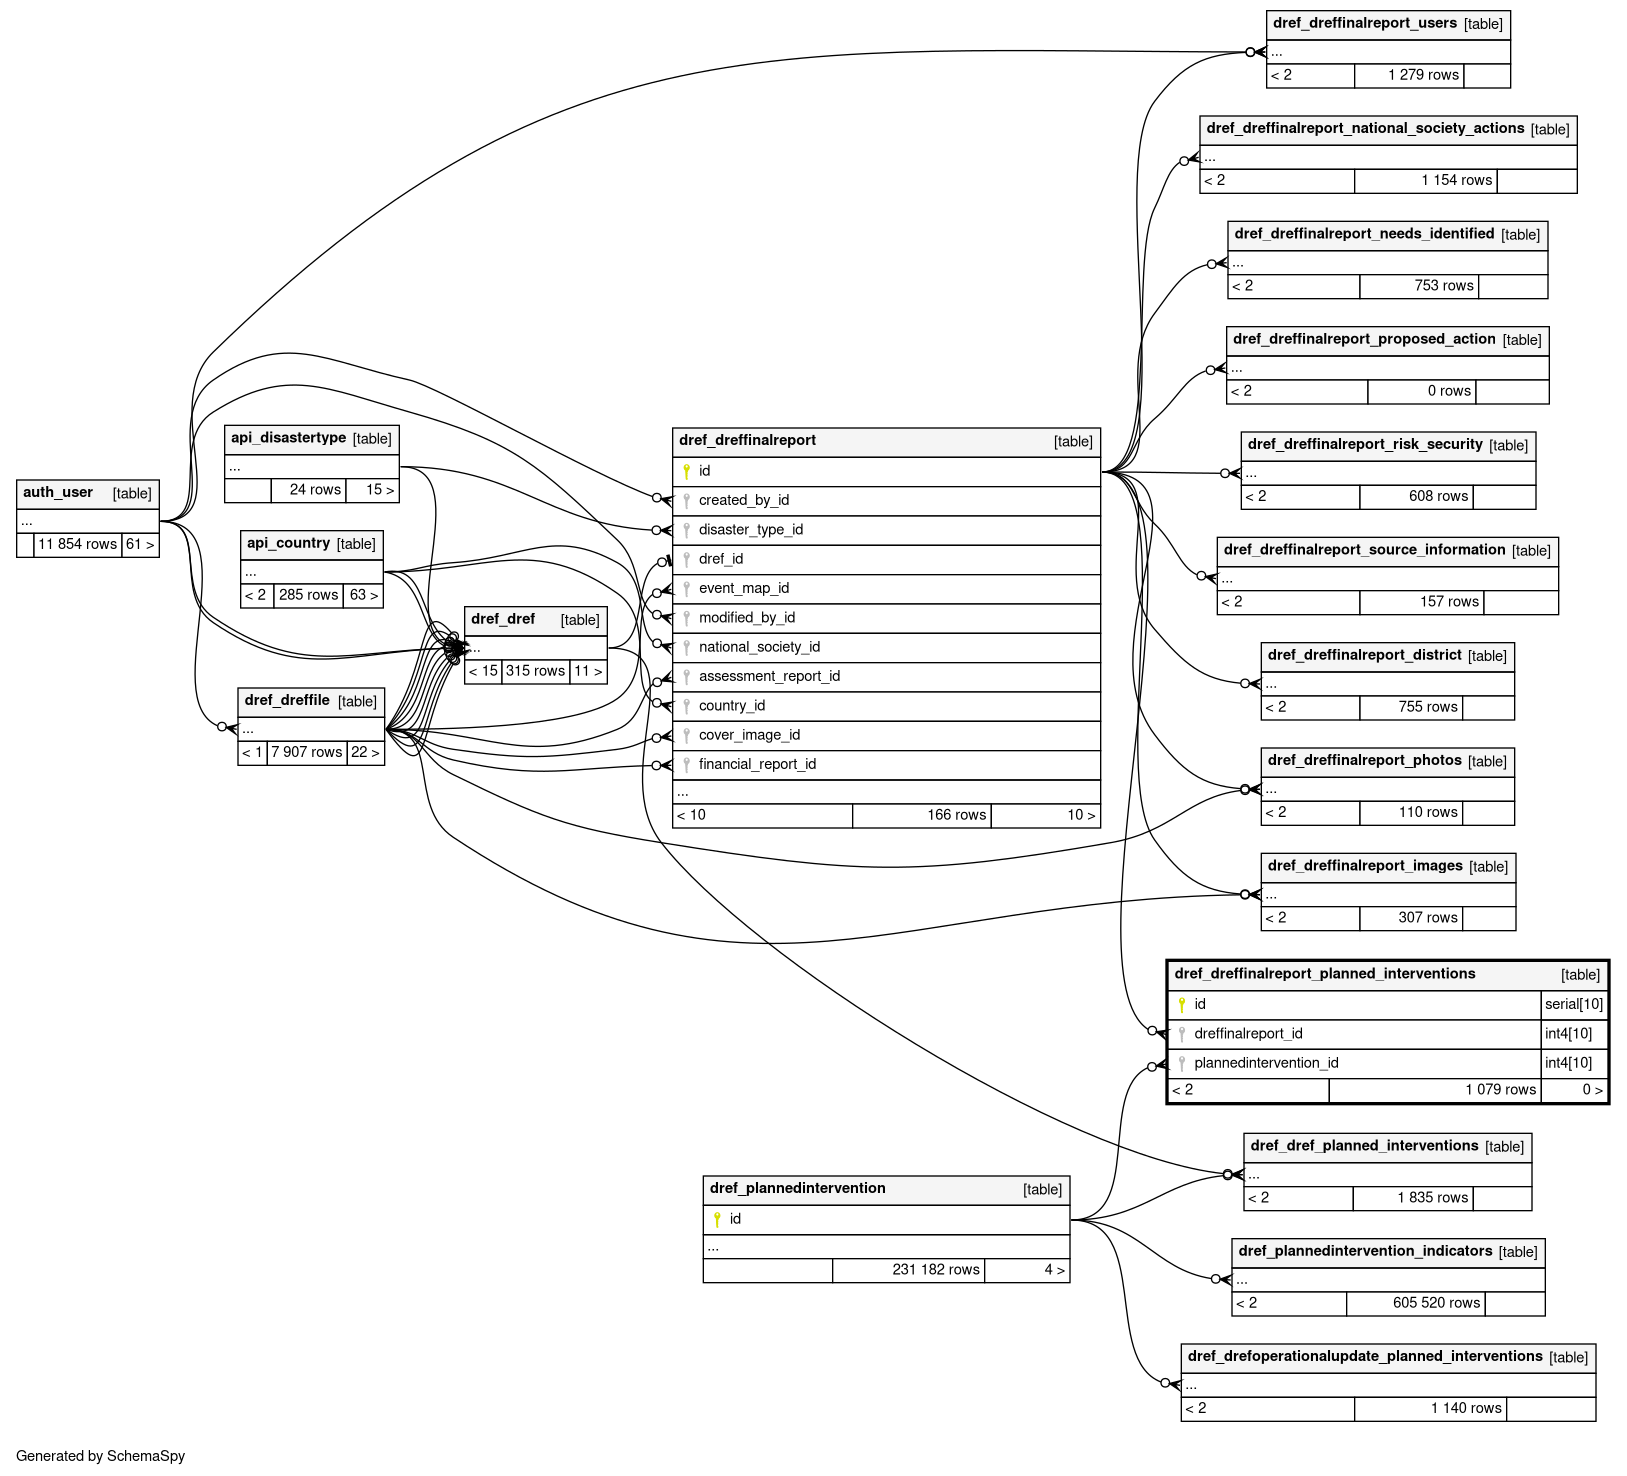 dref_dreffinalreport_users [table]
...
< 2 1 279 rows
dref_dreffinalreport_national_society_actions [table]
...
< 2 1 154 rows
dref_dreffinalreport_needs_identified [table]
...
< 2 753 rows
dref_dreffinalreport_proposed_action [table]
...
< 2 0 rows
dref_dreffinalreport_risk_security [table]
...
< 2 608 rows
dref_dreffinalreport_source_information [table]
...
< 2 157 rows
dref_dreffinalreport_district [table]
...
< 2 755 rows
dref_dreffinalreport_photos [table]
...
< 2 110 rows
dref_dreffinalreport_images [table]
...
< 2 307 rows
dref_dreffinalreport_planned_interventions [table]
id serial[10]
dreffinalreport_id int4[10]
plannedintervention_id int4[10]
< 2 1 079 rows 0 >
dref_dref_planned_interventions [table]
...
< 2 1 835 rows
dref_plannedintervention_indicators [table]
...
< 2 605 520 rows
dref_drefoperationalupdate_planned_interventions [table]
...
< 2 1 140 rows
auth_user [table]
...
11 854 rows 61 >
api_disastertype [table]
...
24 rows 15 >
api_country [table]
...
< 2 285 rows 63 >
dref_dref [table]
...
< 15 315 rows 11 >
dref_dreffile [table]
...
< 1 7 907 rows 22 >
dref_dreffinalreport [table]
id
created_by_id
disaster_type_id
dref_id
event_map_id
modified_by_id
national_society_id
assessment_report_id
country_id
cover_image_id
financial_report_id
...
< 10 166 rows 10 >
dref_plannedintervention [table]
id
...
231 182 rows 4 >
Generated by SchemaSpy